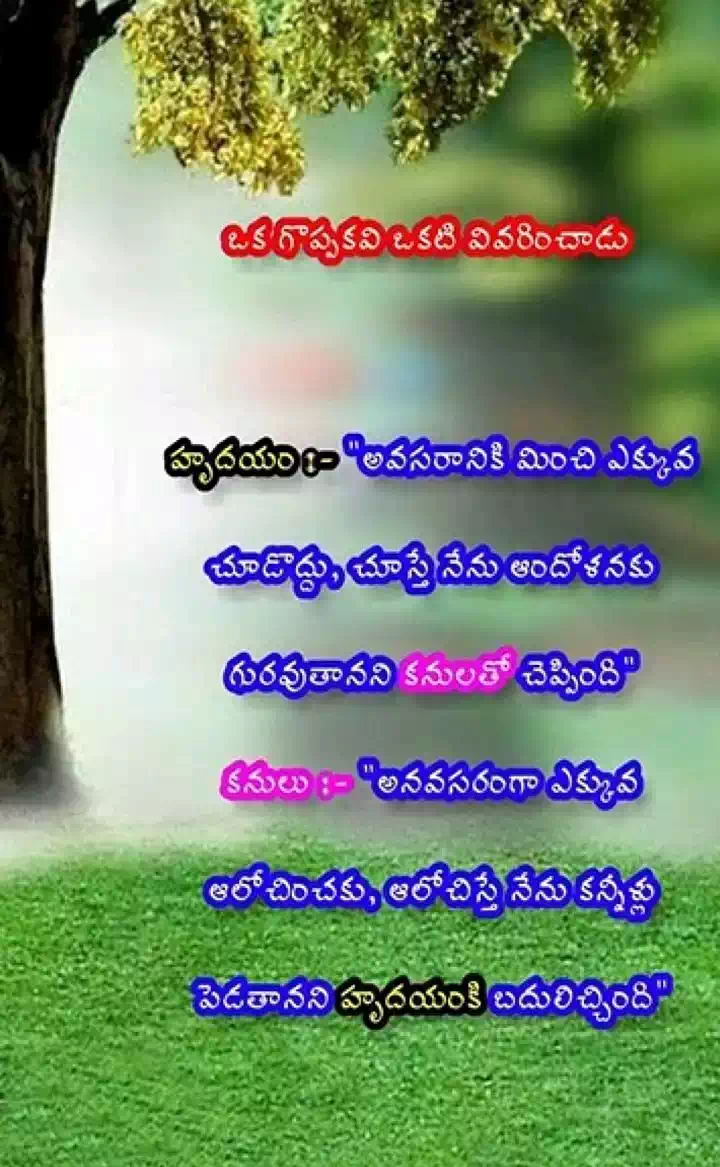 ఒక గొప్పకవి ఒకటి వివరించాడు
హృదయం :- "అవసరానికి మించి ఎక్కువ
చూడొద్దు, చూస్తే నేను ఆందోళనకు
గురవుతానని కనులతో చెప్పింది"
కనులు :- "అనవసరంగా ఎక్కువ
ఆలోచించకు, ఆలోచిస్తే నేను కన్నీళ్లు
పెడతానని హృదయంకి బదులిచ్చింది"